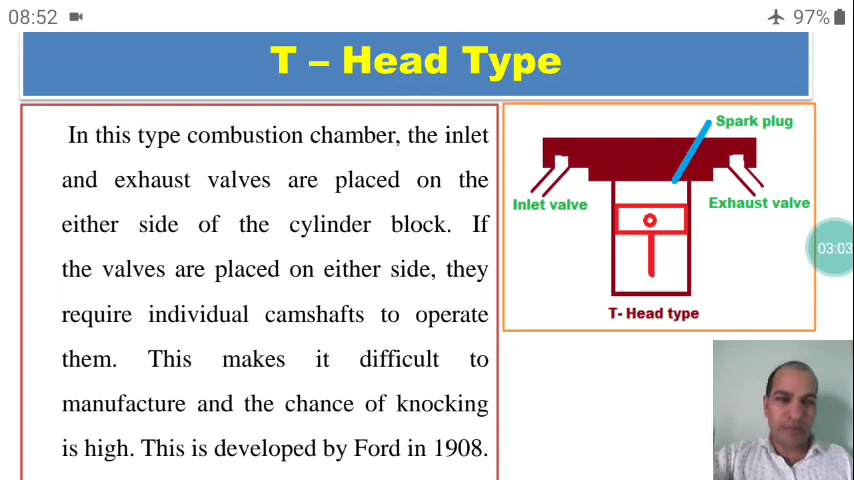 08:52
97%
T – Head Type
In this type combustion chamber, the inlet
and exhaust valves are placed on the
either side of the cylinder block. If
the valves are placed on either side, they
require individual camshafts to operate
them. This makes it difficult to
manufacture and the chance of knocking
is high. This is developed by Ford in 1908.
Spark plug
Inlet valve
Exhaust valve
T- Head type
03:03